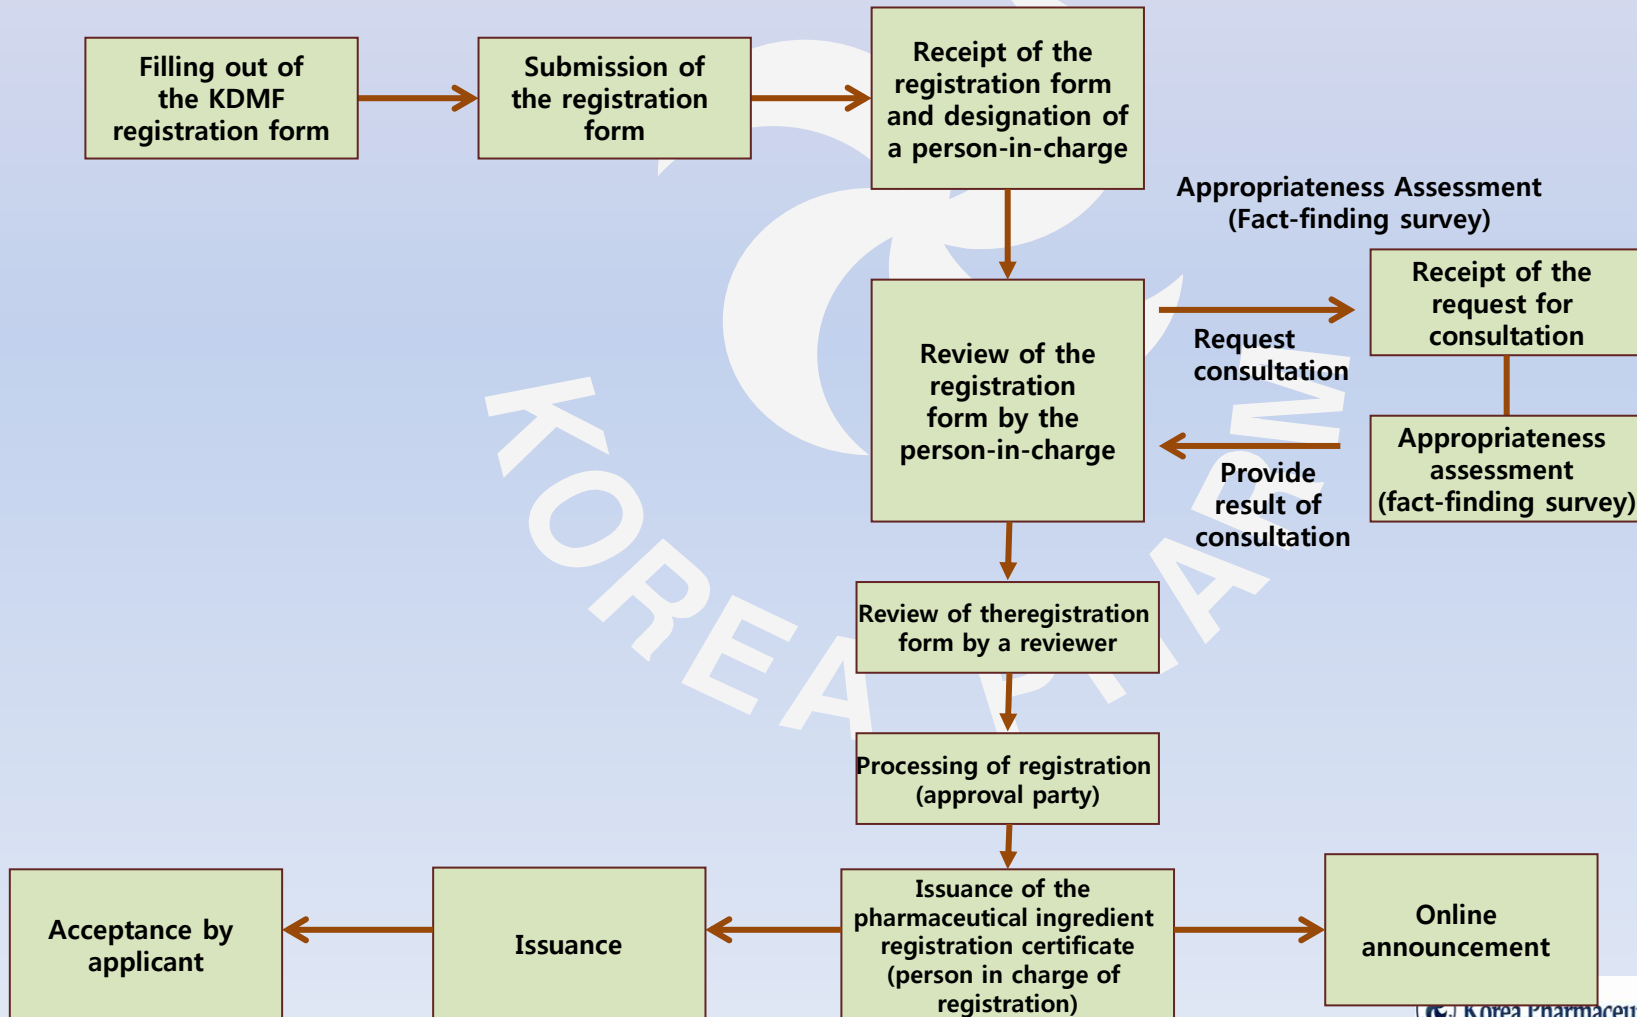 Filling out of
the KDMF
registration form
Submission of
the registration
form
Receipt of the
registration form
and designation of
a person-in-charge
Appropriateness Assessment
(Fact-finding survey)
Receipt of the
request for
consultation
Request
consultation
Review of the
registration
form by the
person-in-charge
Appropriateness
assessment
(fact-finding survey)
Provide
result of
consultation
Review of theregistration
form by a reviewer
Processing of registration
(approval party)
Acceptance by
applicant
Issuance
Issuance of the
pharmaceutical ingredient
registration certificate
(person in charge of
registration)
Online
announcement
KOREA PHARM
Korea Pharmaceu